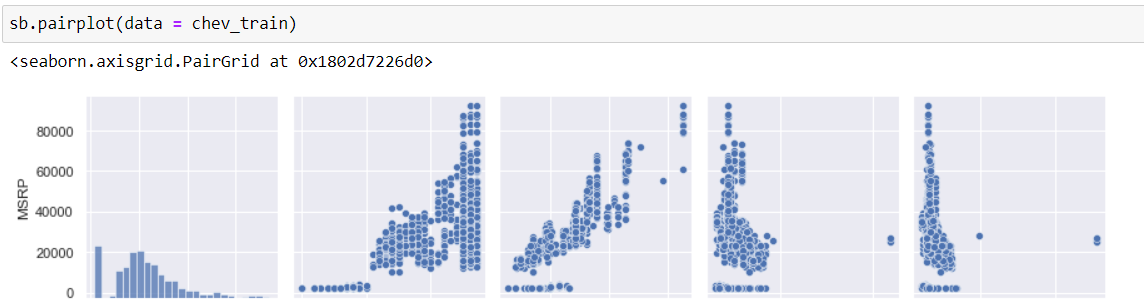 sb.pairplot(data = chev_train)
<seaborn.axisgrid.PairGrid at 0x1802d7226d0>
80000
60000
MSRP
40000
20000
0